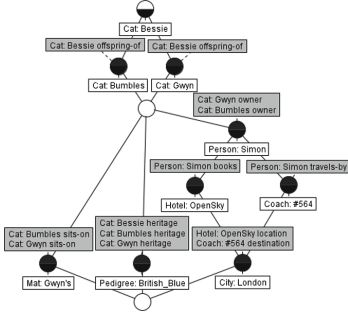 Cat: Bessie
Cat: Bessie offspring-of
Cat: Bessie offspring-of
Cat: Bumbles
Cat: Gwyn
Cat: Gwyn owner
Cat: Bumbles owner
Person: Simon
Person: Simon books
Person: Simon travels-by
Hotel: OpenSky
Coach: #564
Cat: Bumbles sits-on
Cat: Gwyn sits-on
Cat: Bessie heritage
Cat: Bumbles heritage
Cat: Gwyn heritage
Hotel: OpenSky location
Coach: #564 destination
Mat: Gwyn's
Pedigree: British_Blue
City: London